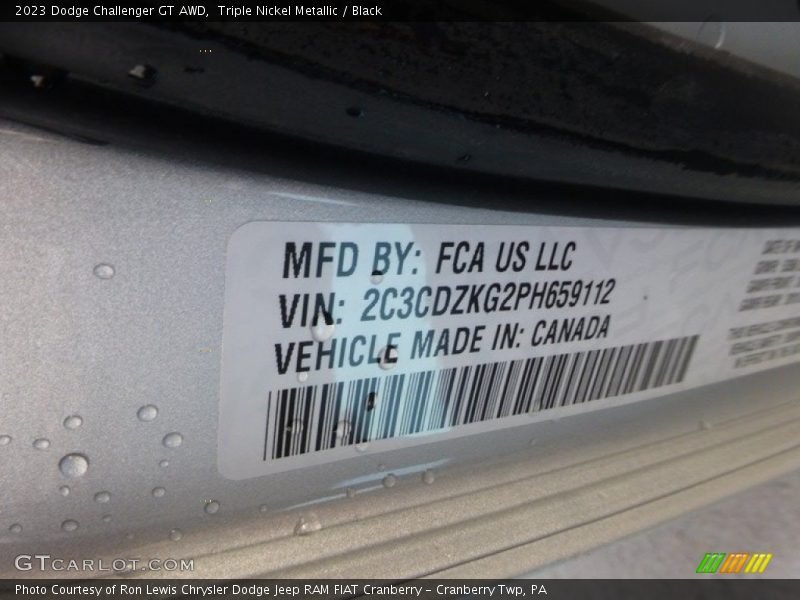 2023 Dodge Challenger GT AWD,  Triple Nickel Metallic / Black
MFD BY: FCA US LLC
VIN: 2C3CDZKG2PH659112
VEHICLE MADE IN: CANADA
GTCARLOT.COM
Photo Courtesy of Ron Lewis Chrysler Dodge Jeep RAM FIAT Cranberry – Cranberry Twp, PA